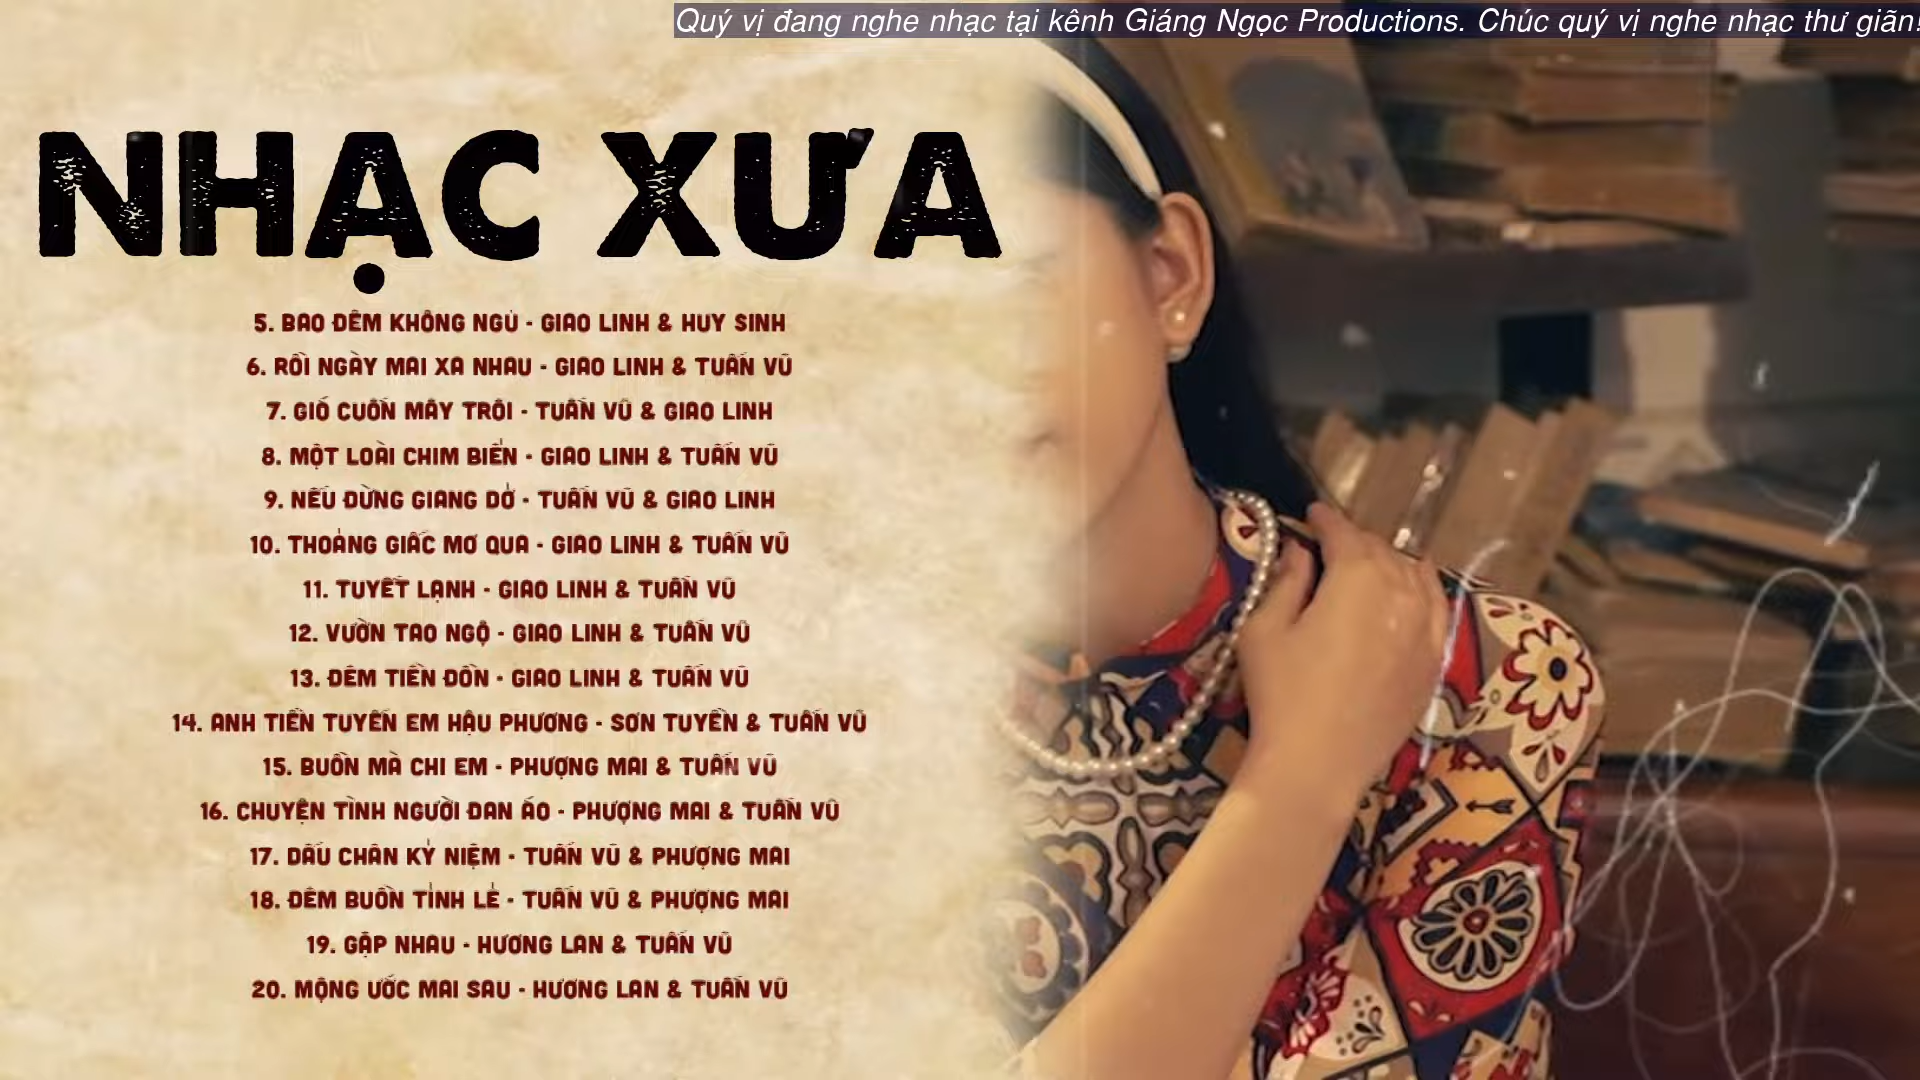 Quý vị đang nghe nhạc tại kênh Giáng Ngọc Productions. Chúc quý vị nghe nhạc thư giãn!
NHẠC XƯA
5. BAO ĐÊM KHÔNG NGỦ - GIAO LINH & HUY SINH
6. RỒI NGÀY MAI XA NHAU - GIAO LINH & TUẤN VŨ
7. GIÓ CUỐN MÂY TRÔI - TUẤN VŨ & GIAO LINH
8. MỘT LOÀI CHIM BIỂN - GIAO LINH & TUẤN VŨ
9. NẾU ĐỪNG GIANG DỞ - TUẤN VŨ & GIAO LINH
10. THOẢNG GIẤC MƠ QUA - GIAO LINH & TUẤN VŨ
11. TUYẾT LẠNH - GIAO LINH & TUẤN VŨ
12. VƯỜN TAO NGỘ - GIAO LINH & TUẤN VŨ
13. ĐÊM TIỀN ĐỒN - GIAO LINH & TUẤN VŨ
14. ANH TIỀN TUYẾN EM HẬU PHƯƠNG - SƠN TUYỀN & TUẤN VŨ
15. BUỒN MÀ CHI EM - PHƯỢNG MAI & TUẤN VŨ
16. CHUYỆN TÌNH NGƯỜI ĐAN ÁO - PHƯỢNG MAI & TUẤN VŨ
17. DẤU CHÂN KỶ NIỆM - TUẤN VŨ & PHƯỢNG MAI
18. ĐÊM BUỒN TỈNH LẺ - TUẤN VŨ & PHƯỢNG MAI
19. GẶP NHAU - HƯƠNG LAN & TUẤN VŨ
20. MỘNG ƯỚC MAI SAU - HƯƠNG LAN & TUẤN VŨ